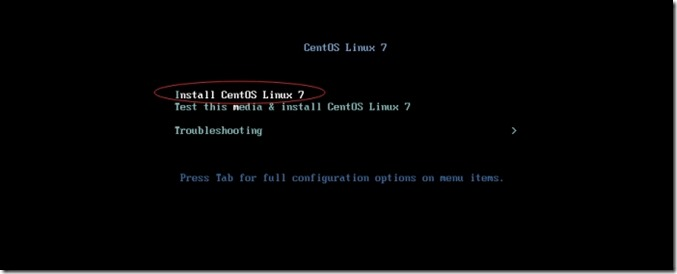 CentOS Linux 7
Install CentOS Linux 7
Test this media & install CentOS Linux 7
Troubleshooting >
Press Tab for full configuration options on menu items.